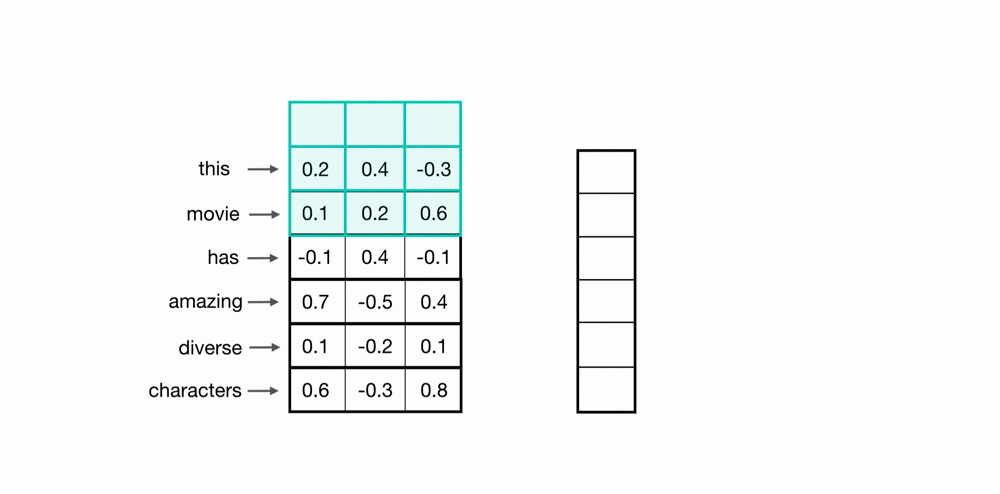 this → 0.2 0.4 -0.3
movie → 0.1 0.2 0.6
has → -0.1 0.4 -0.1
amazing → 0.7 -0.5 0.4
diverse → 0.1 -0.2 0.1
characters → 0.6 -0.3 0.8